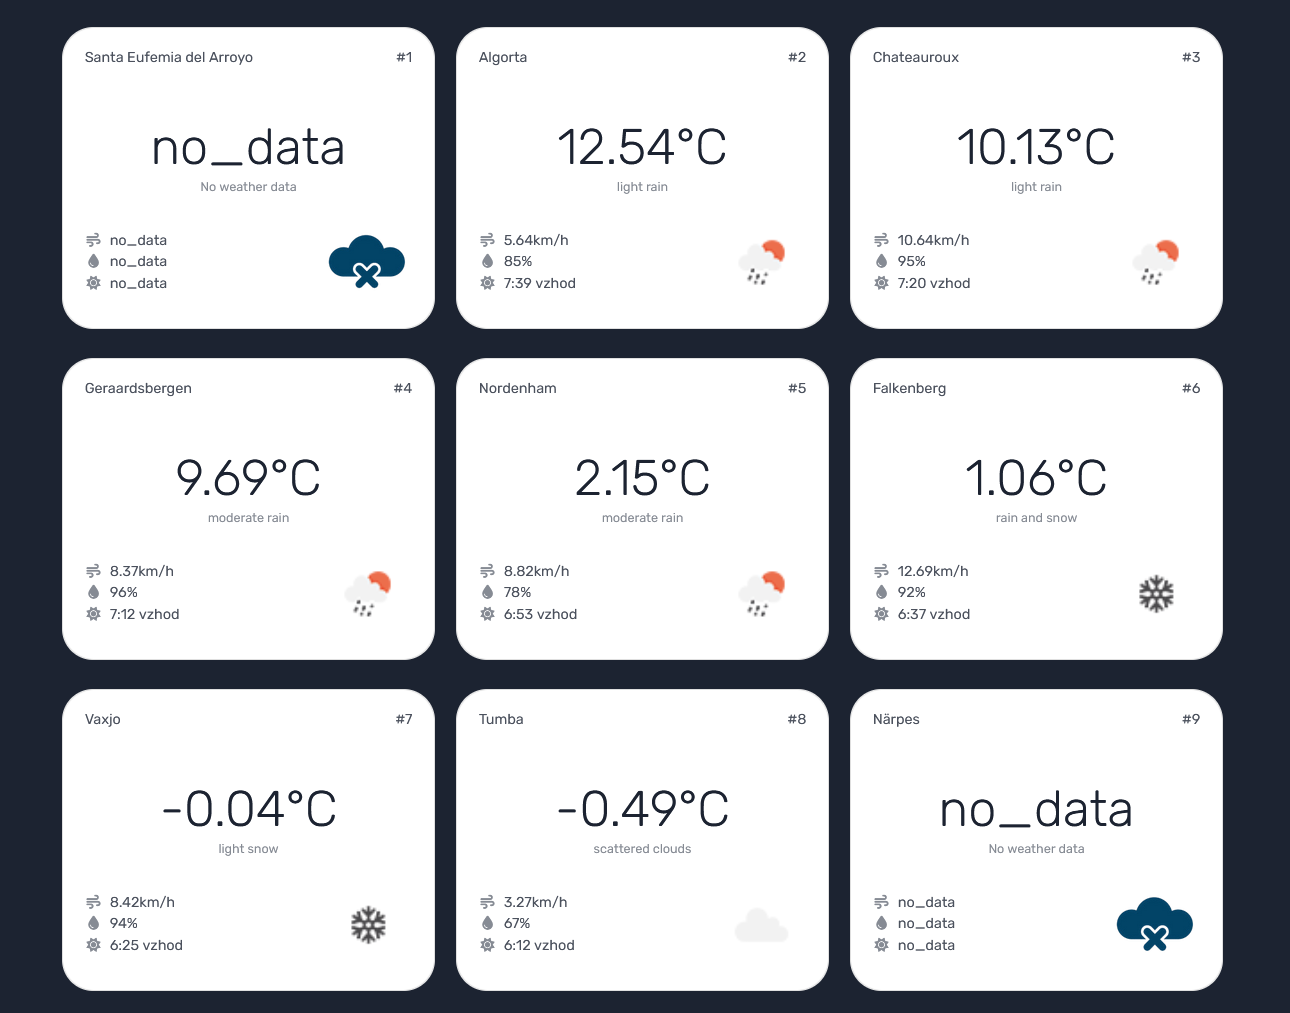 Santa Eufemia del Arroyo #1
no_data
No weather data
no_data
no_data
no_data
Algorta #2
12.54°C
light rain
5.64km/h
85%
7:39 vzhod
Chateauroux #3
10.13°C
light rain
10.64km/h
95%
7:20 vzhod
Geraardsbergen #4
9.69°C
moderate rain
8.37km/h
96%
7:12 vzhod
Nordenham #5
2.15°C
moderate rain
8.82km/h
78%
6:53 vzhod
Falkenberg #6
1.06°C
rain and snow
12.69km/h
92%
6:37 vzhod
Vaxjo #7
-0.04°C
light snow
8.42km/h
94%
6:25 vzhod
Tumba #8
-0.49°C
scattered clouds
3.27km/h
67%
6:12 vzhod
Närpes #9
no_data
No weather data
no_data
no_data
no_data